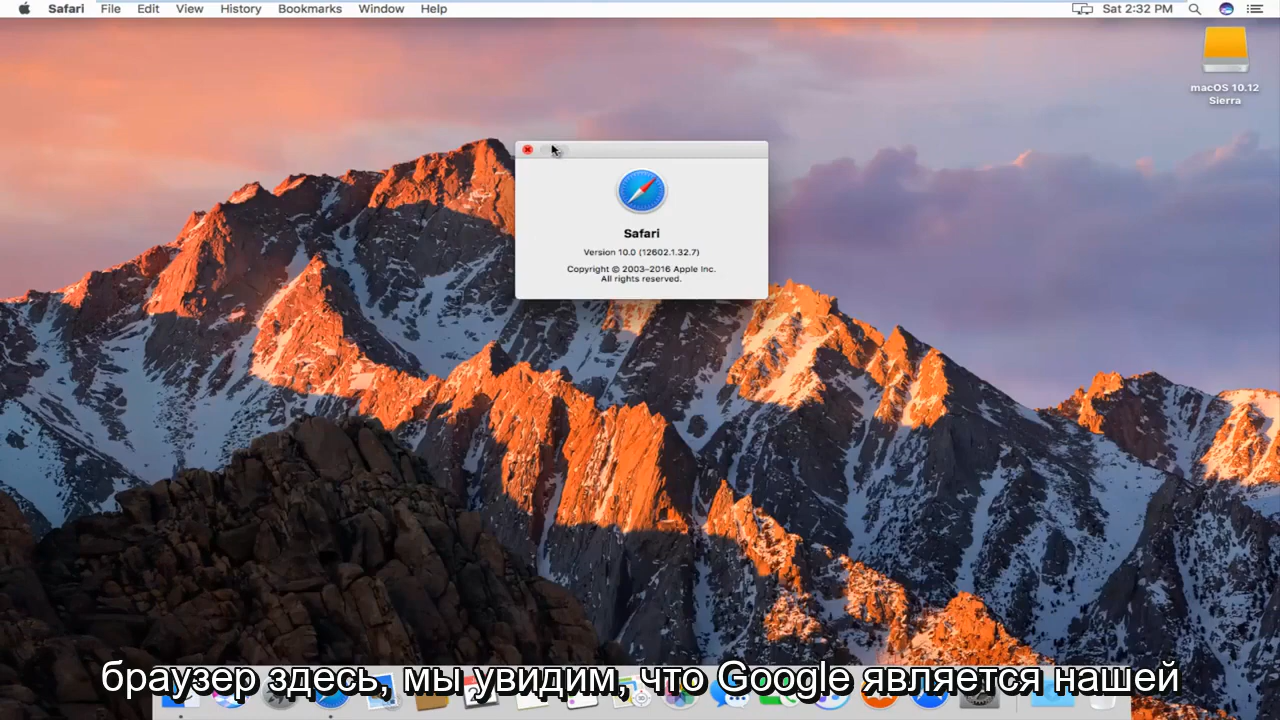 Safari File Edit View History Bookmarks Window Help Sat 2:32 PM
macOS 10.12
Sierra
Safari
Version 10.0 (12602.1.32.7)
Copyright © 2003–2016 Apple Inc.
All rights reserved.
браузер здесь, мы увидим, что Google является нашей